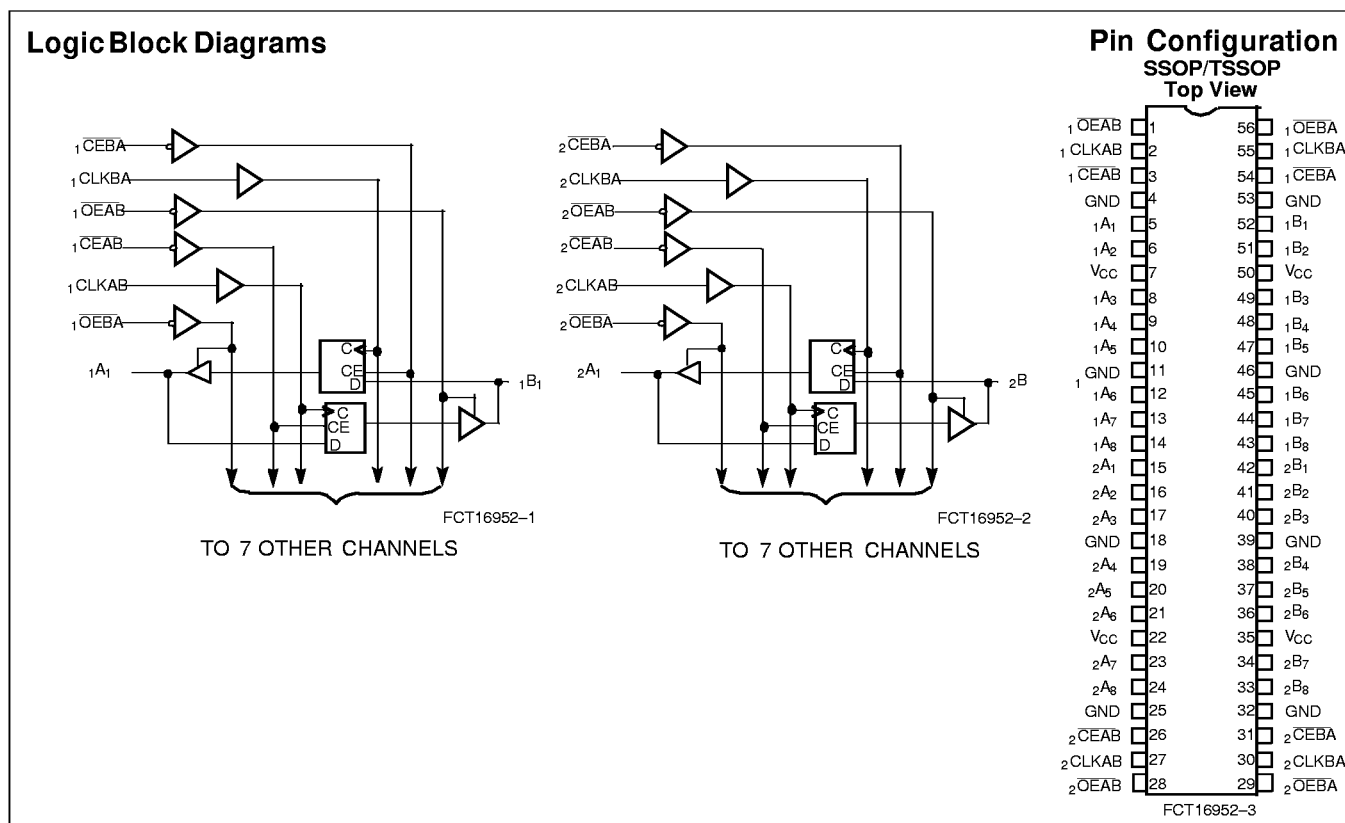 Logic Block Diagrams
1CEBA
1CLKBA
1OEAB
1CEAB
1CLKAB
1OEBA
1A1
C
CE
D
1B1
C
CE
D
FCT16952–1
TO 7 OTHER CHANNELS
2CEBA
2CLKBA
2OEAB
2CEAB
2CLKAB
2OEBA
2A1
C
CE
D
2B
C
CE
D
FCT16952–2
TO 7 OTHER CHANNELS
Pin Configuration
SSOP/TSSOP
Top View
1OEAB 1 56 1OEBA
1CLKAB 2 55 1CLKBA
1CEAB 3 54 1CEBA
GND 4 53 GND
1A1 5 52 1B1
1A2 6 51 1B2
VCC 7 50 VCC
1A3 8 49 1B3
1A4 9 48 1B4
1A5 10 47 1B5
GND 11 46 GND
1
1A6 12 45 1B6
1A7 13 44 1B7
1A8 14 43 1B8
2A1 15 42 2B1
2A2 16 41 2B2
2A3 17 40 2B3
GND 18 39 GND
2A4 19 38 2B4
2A5 20 37 2B5
2A6 21 36 2B6
VCC 22 35 VCC
2A7 23 34 2B7
2A8 24 33 2B8
GND 25 32 GND
2CEAB 26 31 2CEBA
2CLKAB 27 30 2CLKBA
2OEAB 28 29 2OEBA
FCT16952–3